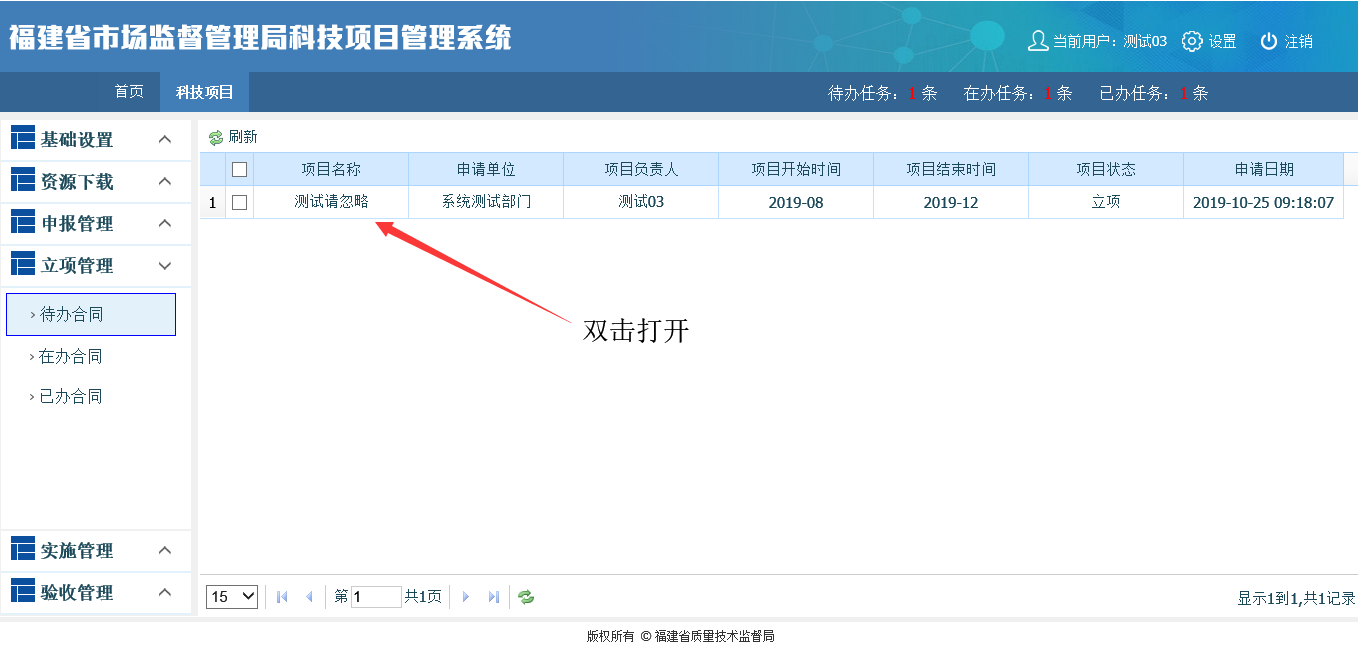 福建省市场监督管理局科技项目管理系统
当前用户：测试03 设置 注销
首页 科技项目 待办任务：1 条 在办任务：1 条 已办任务：1 条
基础设置
资源下载
申报管理
立项管理
待办合同
在办合同
已办合同
实施管理
验收管理
刷新
项目名称 申请单位 项目负责人 项目开始时间 项目结束时间 项目状态 申请日期
1 测试请忽略 系统测试部门 测试03 2019-08 2019-12 立项 2019-10-25 09:18:07
双击打开
15 第 1 共1页 显示1到1,共1记录
版权所有 © 福建省质里技术监督局